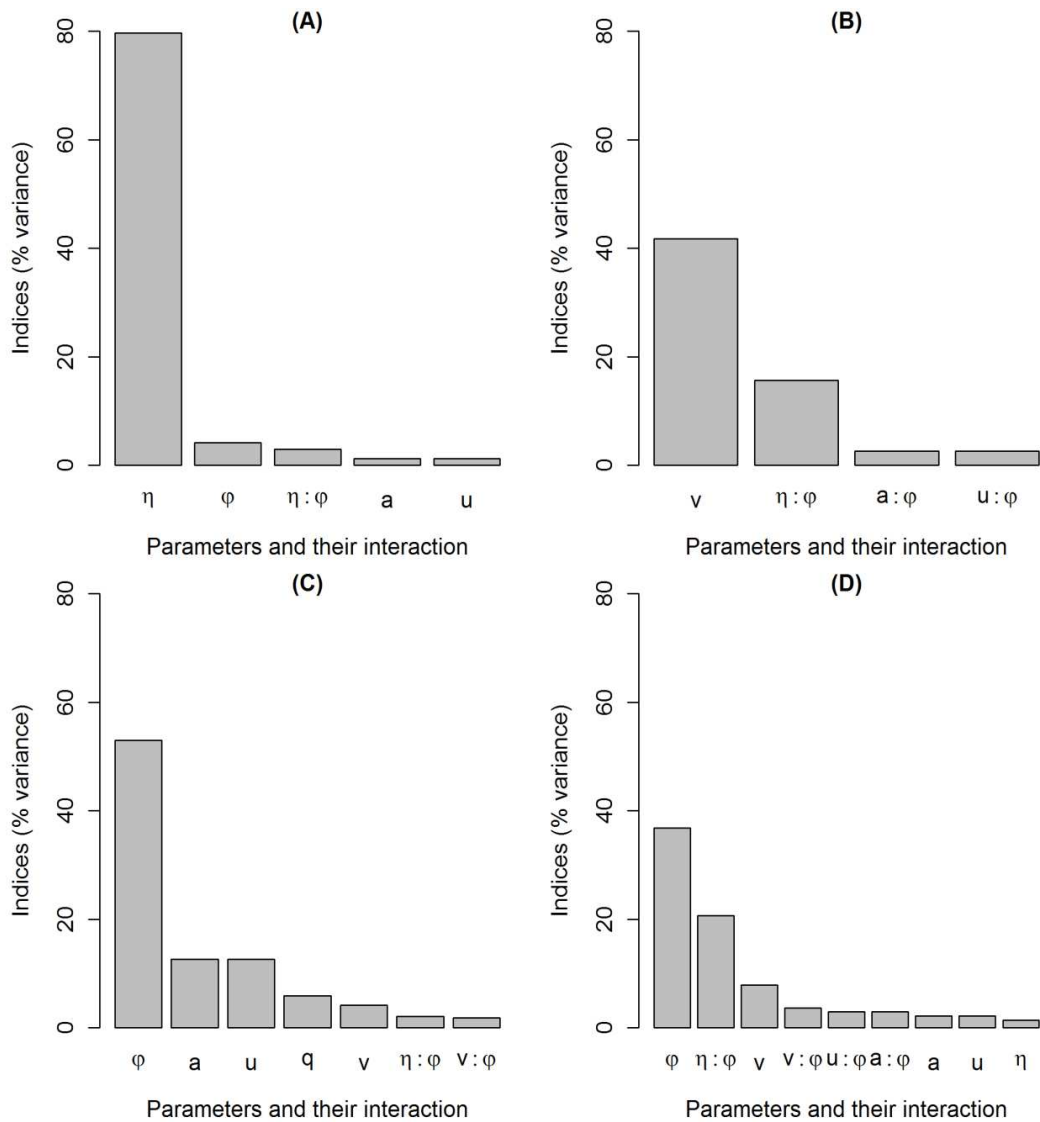 (A)
Indices (% variance)
80
60
40
20
0
η φ η : φ a u
Parameters and their interaction
(B)
Indices (% variance)
80
60
40
20
0
v η : φ a : φ u : φ
Parameters and their interaction
(C)
Indices (% variance)
80
60
40
20
0
φ a u q v η : φ v : φ
Parameters and their interaction
(D)
Indices (% variance)
80
60
40
20
0
φ η : φ v v : φ u : φ a : φ a u η
Parameters and their interaction